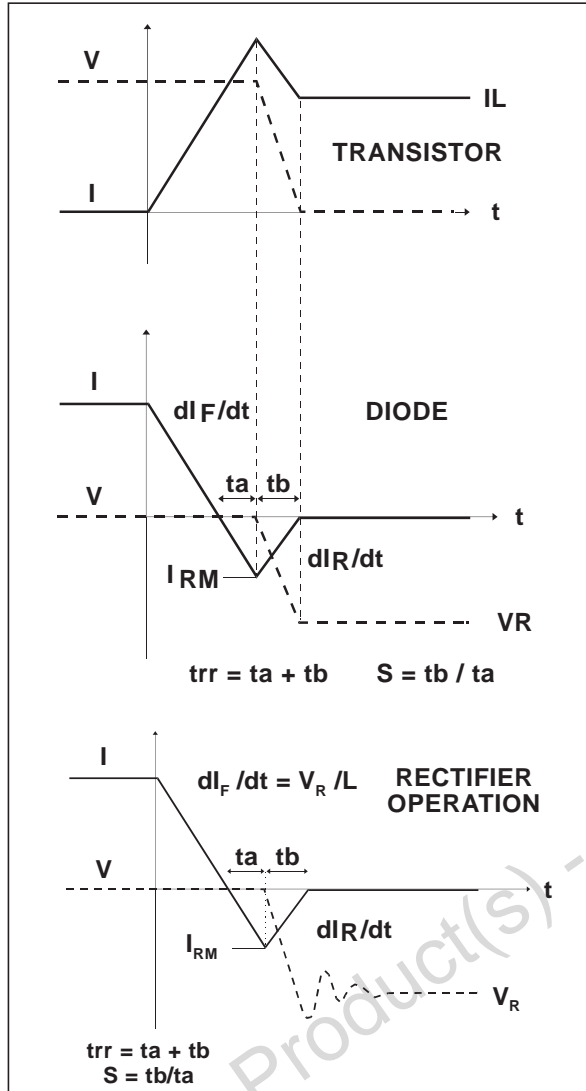 V
IL
TRANSISTOR
I
t
I
dIF/dt
DIODE
ta tb
V
t
IRM
dIR/dt
VR
trr = ta + tb S = tb / ta
I
dIF/dt = VR/L
RECTIFIER
OPERATION
ta tb
V
t
IRM
dIR/dt
VR
trr = ta + tb
S = tb/ta
Product(s) -